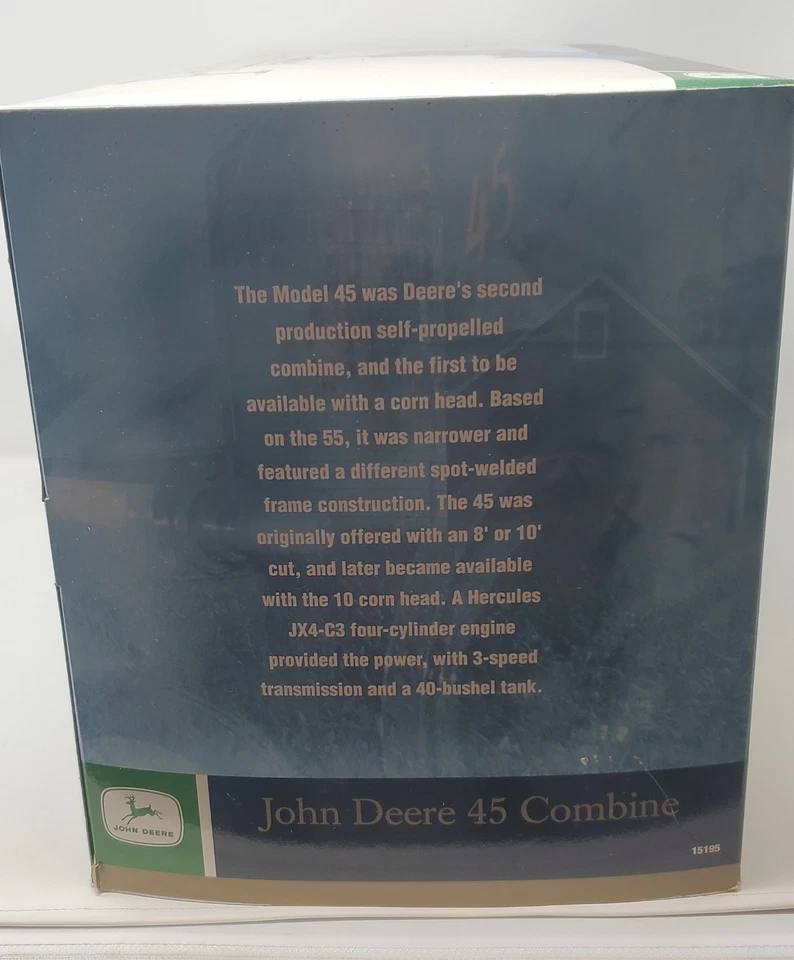 45
The Model 45 was Deere's second
production self-propelled
combine, and the first to be
available with a corn head. Based
on the 55, it was narrower and
featured a different spot-welded
frame construction. The 45 was
originally offered with an 8' or 10'
cut, and later became available
with the 10 corn head. A Hercules
JX4-C3 four-cylinder engine
provided the power, with 3-speed
transmission and a 40-bushel tank.
JOHN DEERE
John Deere 45 Combine
15195